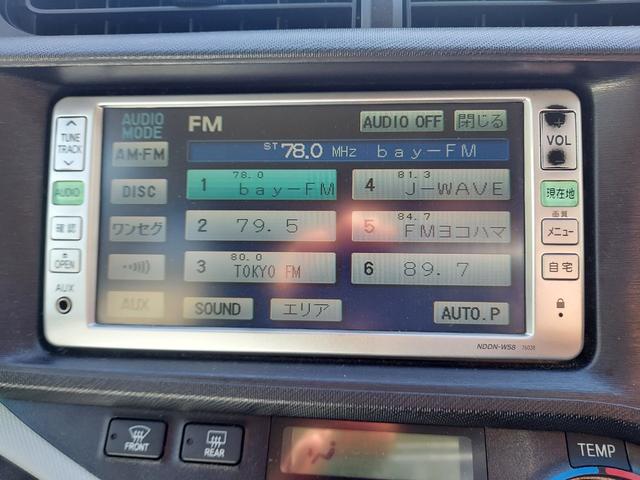 AUDIO MODE
FM
AUDIO OFF
閉じる
ST 78.0 MHz bay-FM
AM・FM
DISC
ワンセグ
AUX
1 78.0 bay-FM
4 81.3 J-WAVE
2 79.5
5 84.7 FMヨコハマ
3 80.0 TOKYO FM
6 89.7
SOUND
エリア
AUTO.P
TUNE TRACK
AUDIO
確認
OPEN
AUX
VOL
現在地
画質
メニュー
自宅
NDDN-W58 76038
FRONT
REAR
TEMP